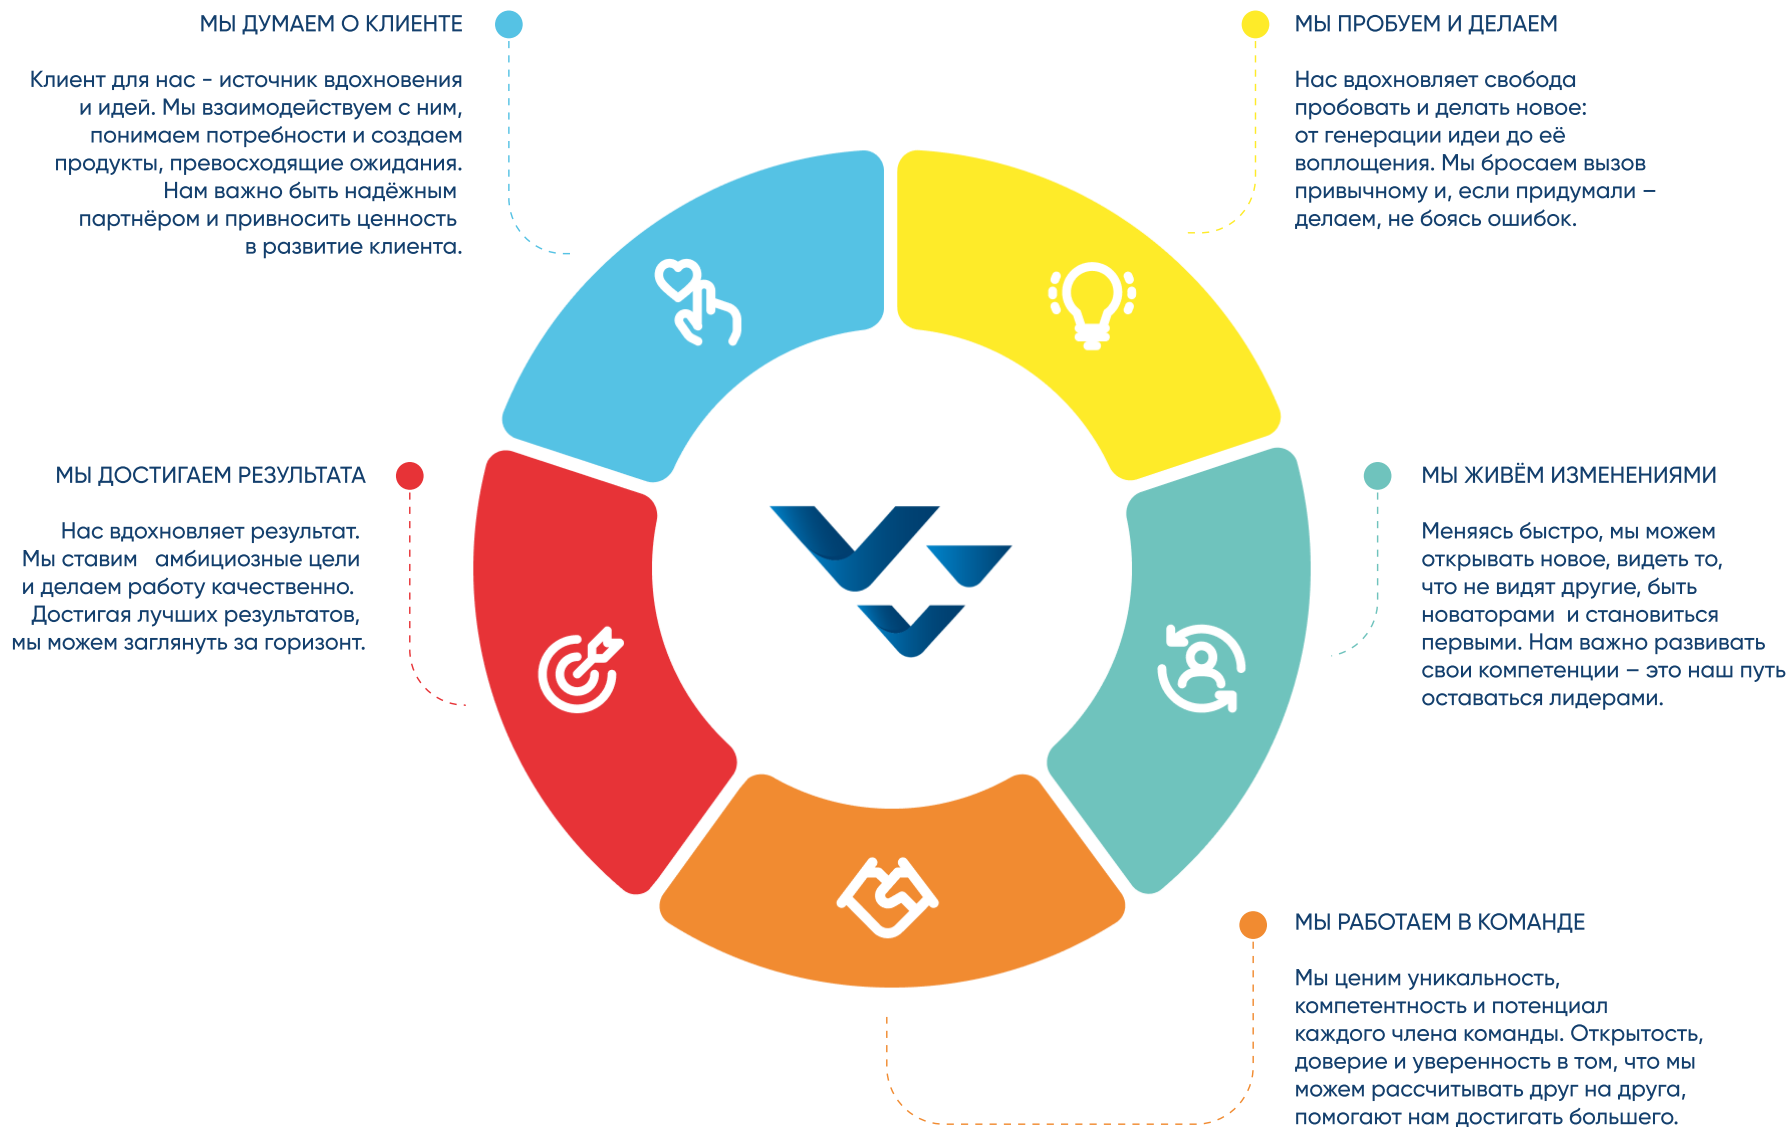 МЫ ДУМАЕМ О КЛИЕНТЕ
Клиент для нас - источник вдохновения
и идей. Мы взаимодействуем с ним,
понимаем потребности и создаем
продукты, превосходящие ожидания.
Нам важно быть надёжным
партнёром и привносить ценность
в развитие клиента.
МЫ ПРОБУЕМ И ДЕЛАЕМ
Нас вдохновляет свобода
пробовать и делать новое:
от генерации идеи до её
воплощения. Мы бросаем вызов
привычному и, если придумали –
делаем, не боясь ошибок.
МЫ ДОСТИГАЕМ РЕЗУЛЬТАТА
Нас вдохновляет результат.
Мы ставим амбициозные цели
и делаем работу качественно.
Достигая лучших результатов,
мы можем заглянуть за горизонт.
МЫ ЖИВЁМ ИЗМЕНЕНИЯМИ
Меняясь быстро, мы можем
открывать новое, видеть то,
что не видят другие, быть
новаторами и становиться
первыми. Нам важно развивать
свои компетенции – это наш путь
оставаться лидерами.
МЫ РАБОТАЕМ В КОМАНДЕ
Мы ценим уникальность,
компетентность и потенциал
каждого члена команды. Открытость,
доверие и уверенность в том, что мы
можем рассчитывать друг на друга,
помогают нам достигать большего.